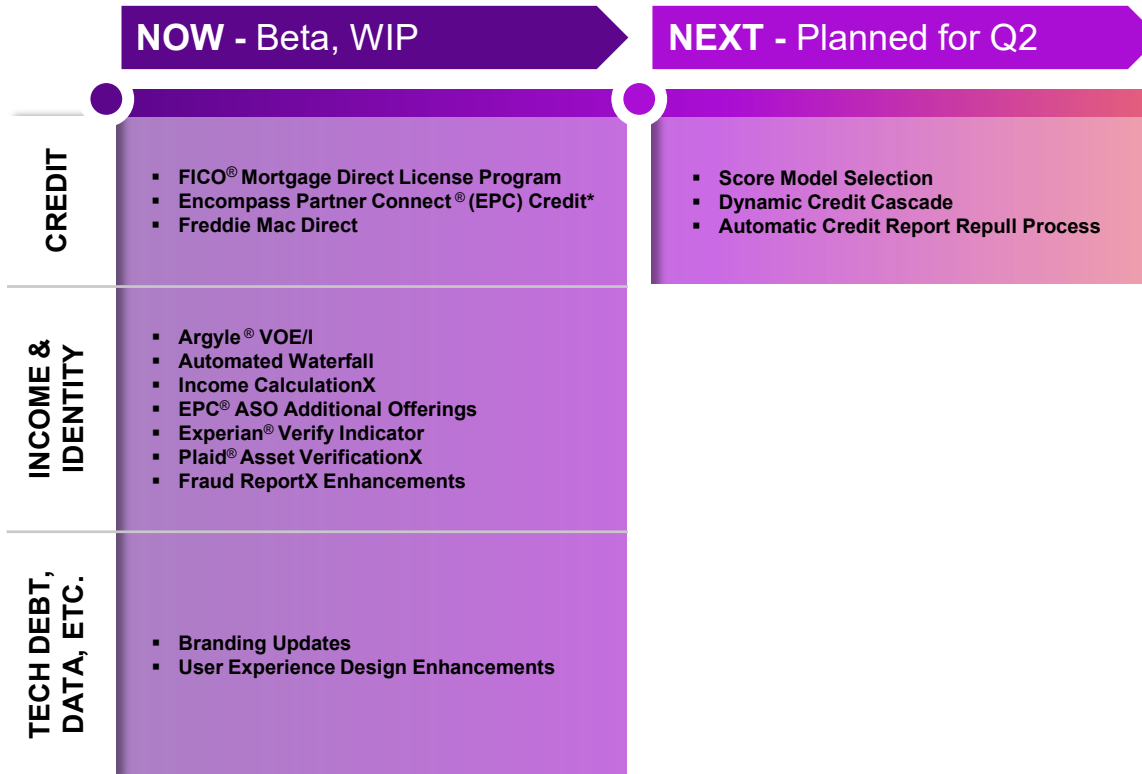 NOW - Beta, WIP
NEXT - Planned for Q2
CREDIT
▪ FICO® Mortgage Direct License Program
▪ Encompass Partner Connect® (EPC) Credit*
▪ Freddie Mac Direct
▪ Score Model Selection
▪ Dynamic Credit Cascade
▪ Automatic Credit Report Repull Process
INCOME &
IDENTITY
▪ Argyle® VOE/I
▪ Automated Waterfall
▪ Income CalculationX
▪ EPC® ASO Additional Offerings
▪ Experian® Verify Indicator
▪ Plaid® Asset VerificationX
▪ Fraud ReportX Enhancements
TECH DEBT,
DATA, ETC.
▪ Branding Updates
▪ User Experience Design Enhancements